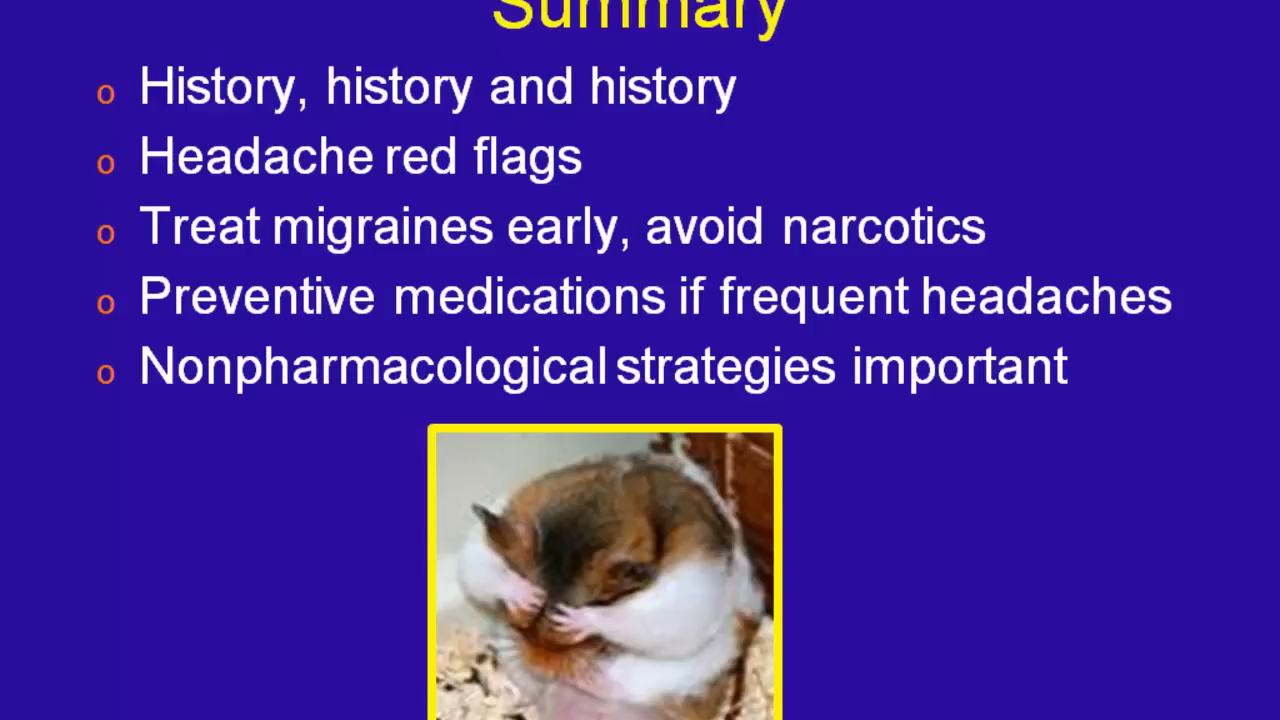 Summary
o History, history and history
o Headache red flags
o Treat migraines early, avoid narcotics
o Preventive medications if frequent headaches
o Nonpharmacological strategies important